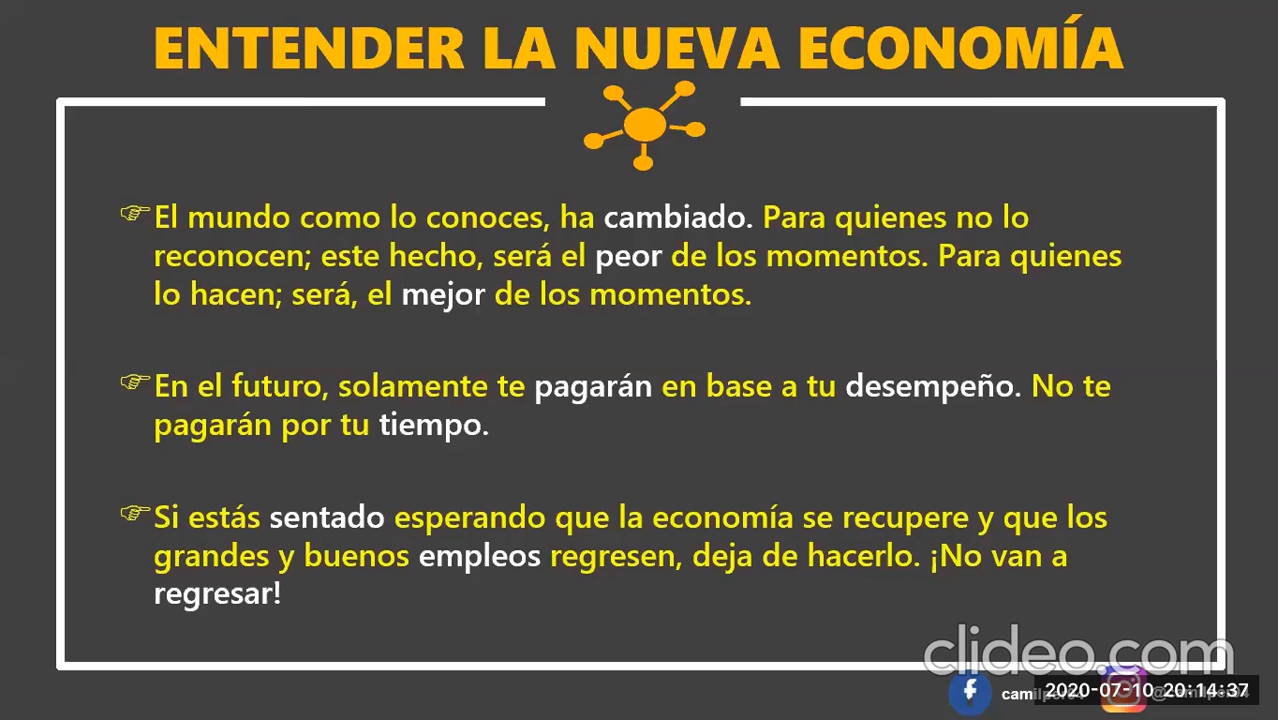 ENTENDER LA NUEVA ECONOMÍA
El mundo como lo conoces, ha cambiado. Para quienes no lo
reconocen; este hecho, será el peor de los momentos. Para quienes
lo hacen; será, el mejor de los momentos.
En el futuro, solamente te pagarán en base a tu desempeño. No te
pagarán por tu tiempo.
Si estás sentado esperando que la economía se recupere y que los
grandes y buenos empleos regresen, deja de hacerlo. ¡No van a
regresar!
clideo.com
2020-07-10 20:14:37